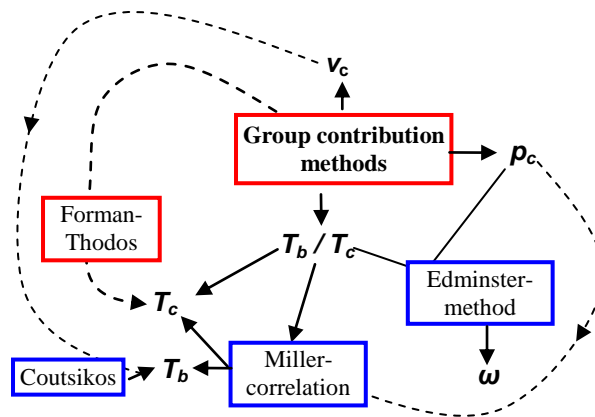 v_c
Group contribution
methods
p_c
Forman-
Thodos
T_b / T_c
Edminster-
method
T_c
Coutsikos
T_b
Miller-
correlation
ω